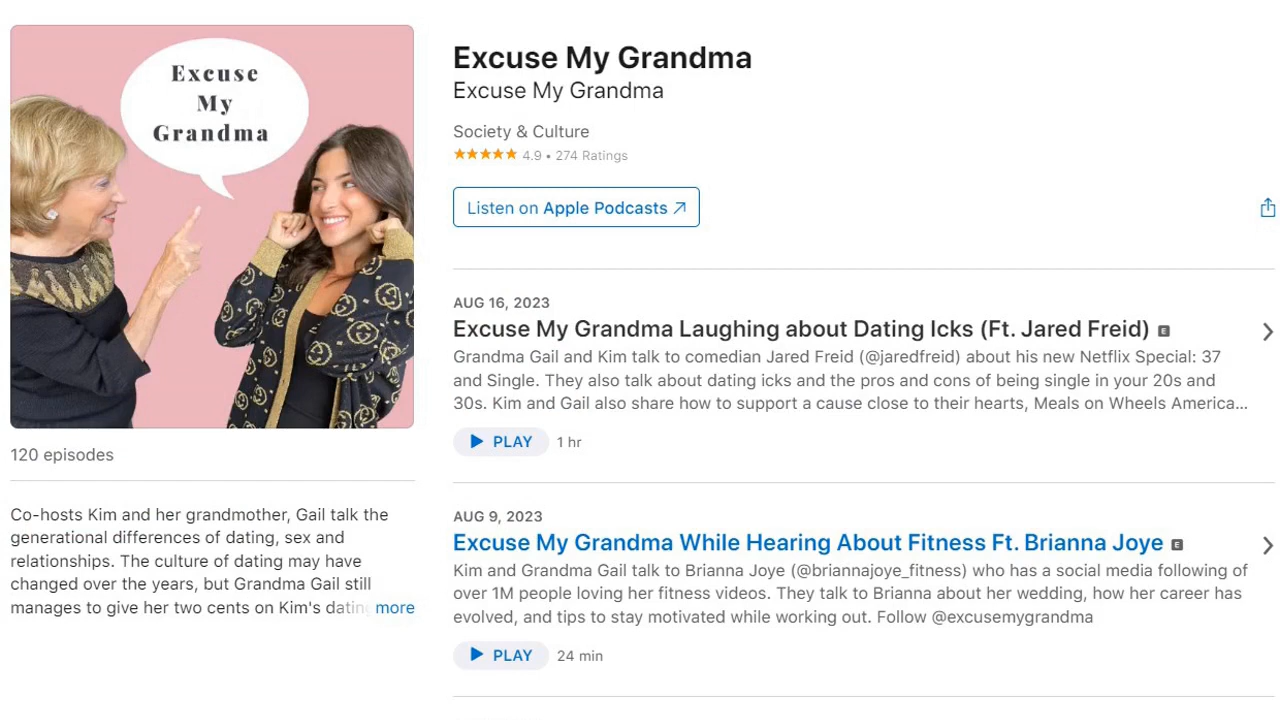 Excuse
My
Grandma
120 episodes
Co-hosts Kim and her grandmother, Gail talk the
generational differences of dating, sex and
relationships. The culture of dating may have
changed over the years, but Grandma Gail still
manages to give her two cents on Kim's dating more
Excuse My Grandma
Excuse My Grandma
Society & Culture
★★★★★ 4.9 • 274 Ratings
Listen on Apple Podcasts ↗
AUG 16, 2023
Excuse My Grandma Laughing about Dating Icks (Ft. Jared Freid) E
Grandma Gail and Kim talk to comedian Jared Freid (@jaredfreid) about his new Netflix Special: 37
and Single. They also talk about dating icks and the pros and cons of being single in your 20s and
30s. Kim and Gail also share how to support a cause close to their hearts, Meals on Wheels America...
PLAY 1 hr
AUG 9, 2023
Excuse My Grandma While Hearing About Fitness Ft. Brianna Joye E
Kim and Grandma Gail talk to Brianna Joye (@briannajoye_fitness) who has a social media following of
over 1M people loving her fitness videos. They talk to Brianna about her wedding, how her career has
evolved, and tips to stay motivated while working out. Follow @excusemygrandma
PLAY 24 min